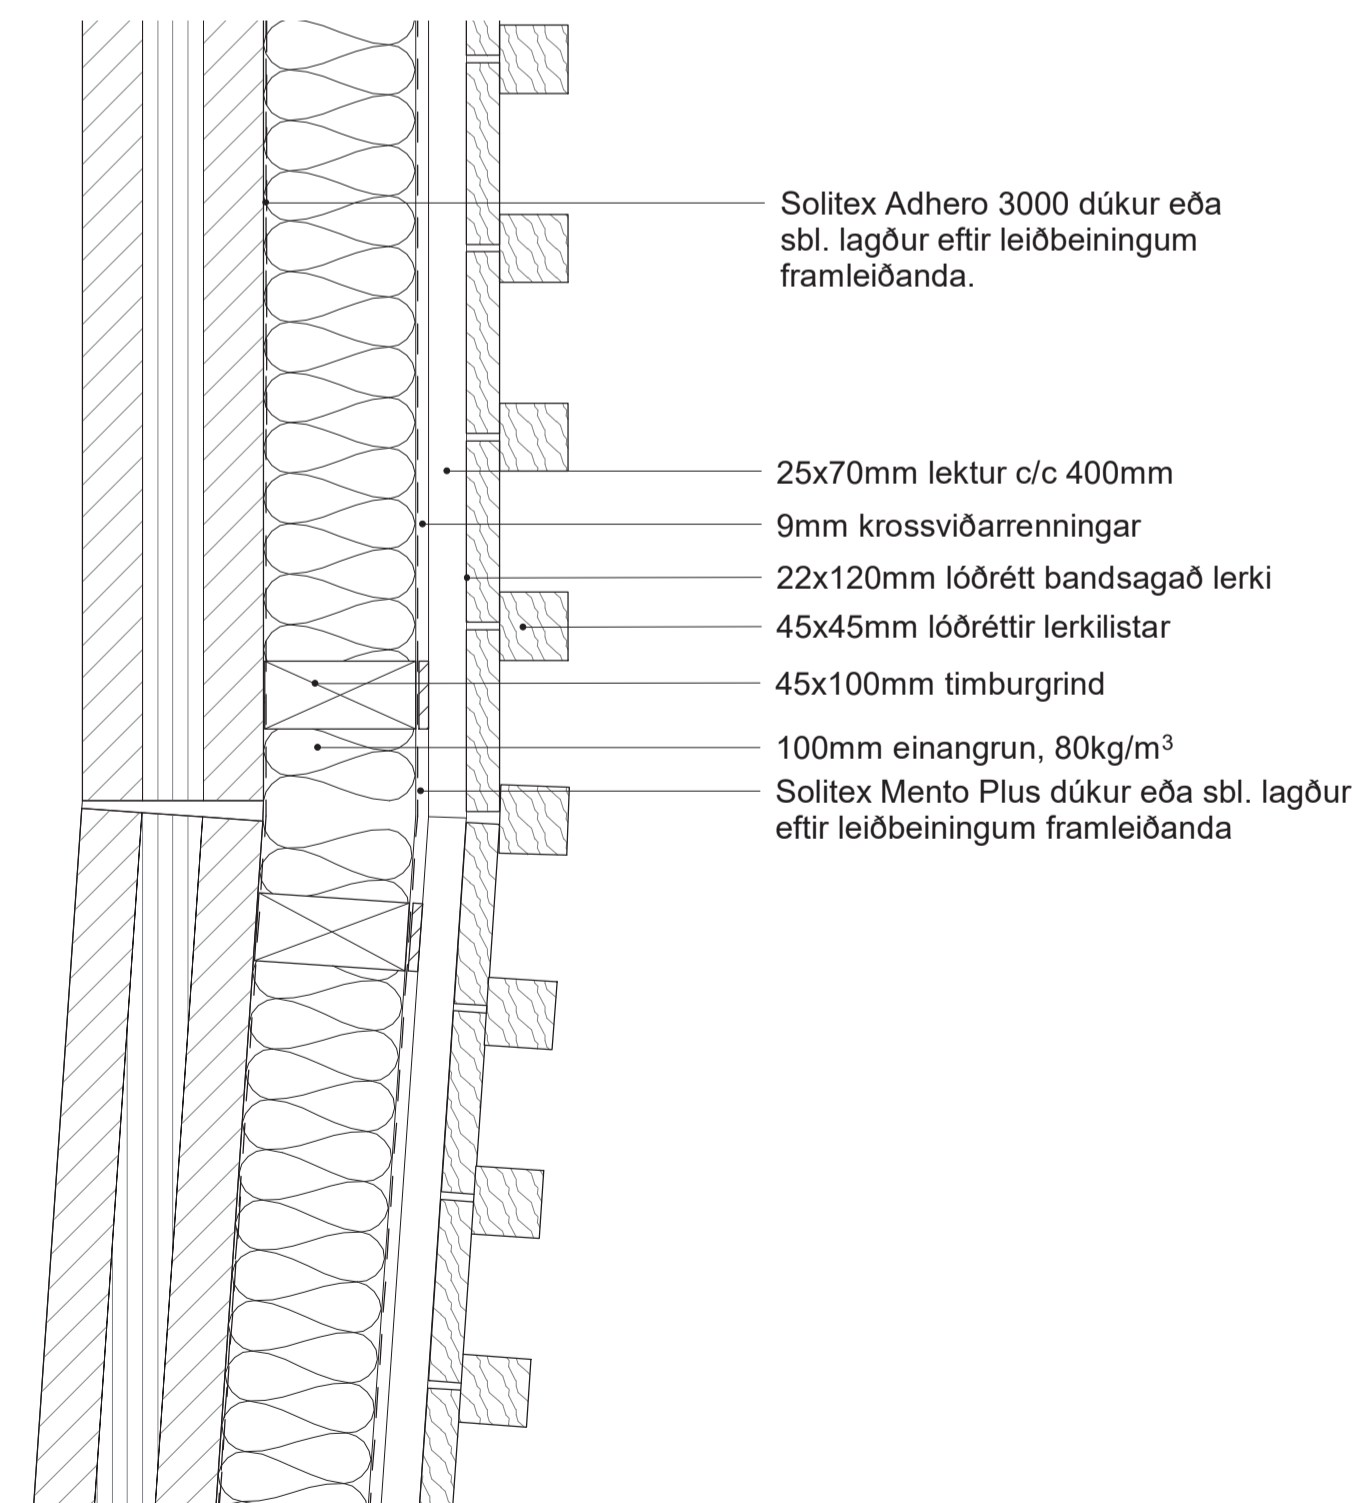 Solitex Adhero 3000 dúkur eða
sbl. lagður eftir leiðbeiningum
framleiðanda.
25x70mm lektur c/c 400mm
9mm krossviðarrenningar
22x120mm lóðrétt bandsagað lerki
45x45mm lóðréttir lerkilistar
45x100mm timburgrind
100mm einangrun, 80kg/m³
Solitex Mento Plus dúkur eða sbl. lagður
eftir leiðbeiningum framleiðanda